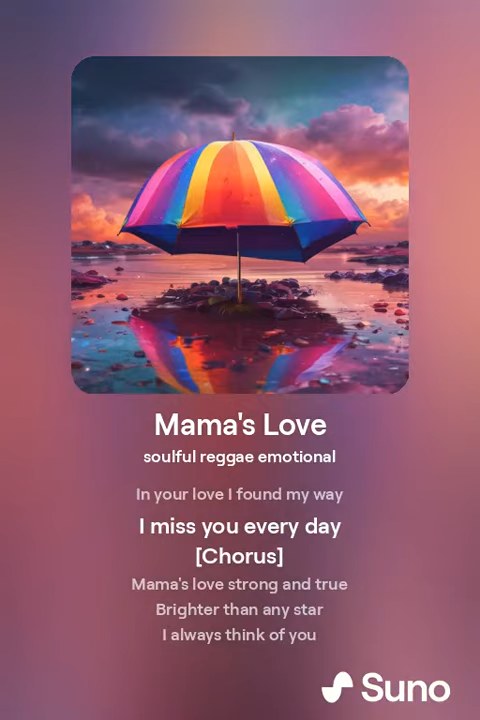 Mama's Love
soulful reggae emotional
In your love I found my way
I miss you every day
[Chorus]
Mama's love strong and true
Brighter than any star
I always think of you
Suno